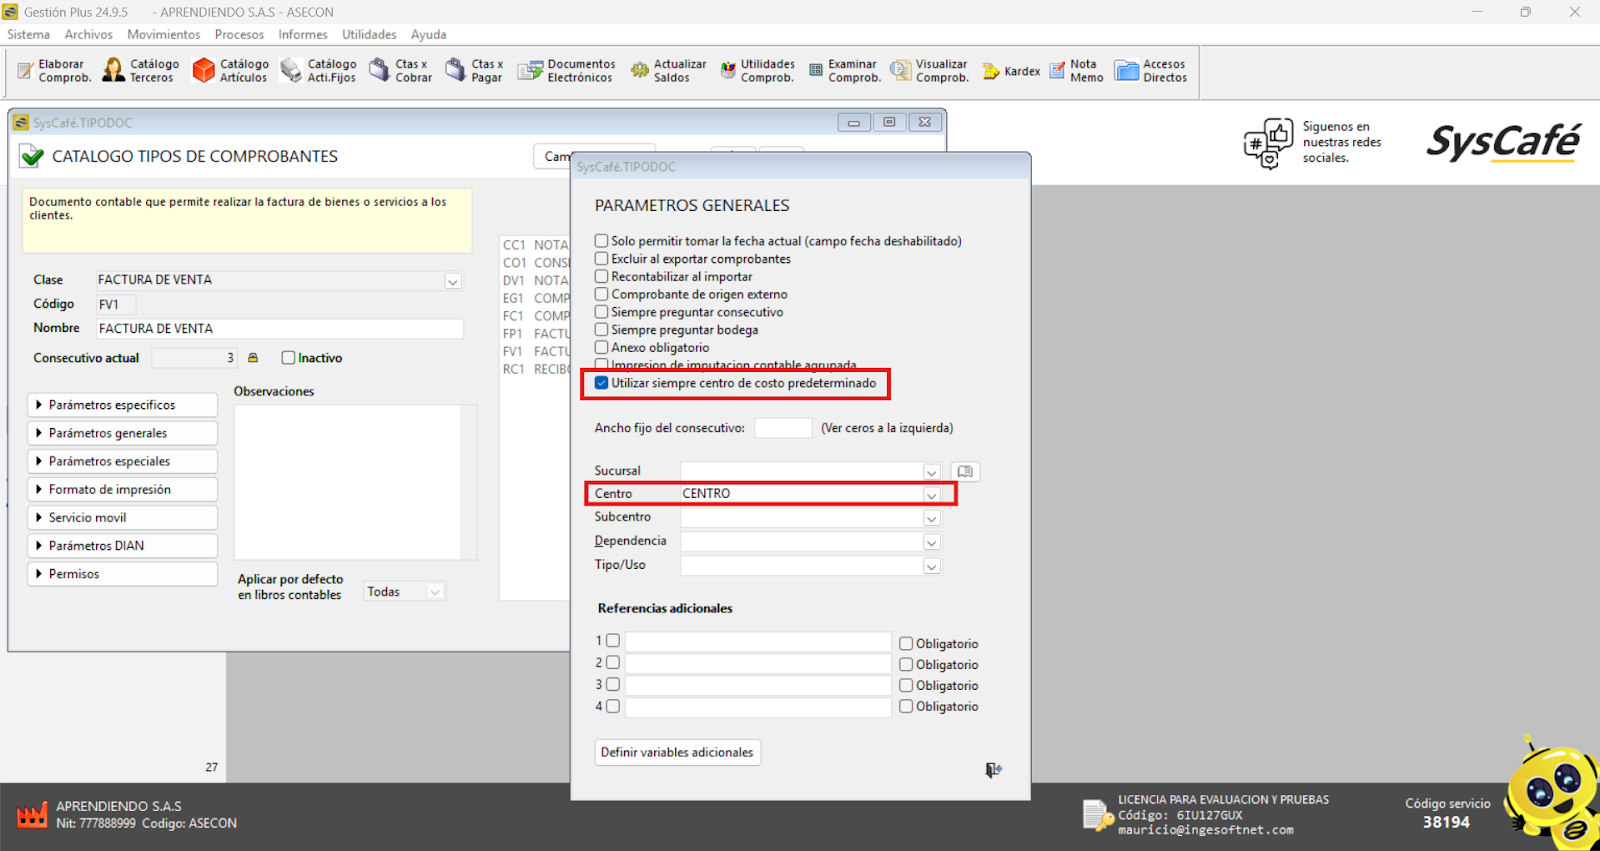 Gestión Plus 24.9.5 - APRENDIENDO S.A.S - ASECON
Sistema Archivos Movimientos Procesos Informes Utilidades Ayuda
Elaborar Comprob.
Catálogo Terceros
Catálogo Artículos
Catálogo Acti.Fijos
Ctas x Cobrar
Ctas x Pagar
Documentos Electrónicos
Actualizar Saldos
Utilidades Comprob.
Examinar Comprob.
Visualizar Comprob.
Kardex
Nota Memo
Accesos Directos
Siguenos en
nuestras redes
sociales.
SysCafé
SysCafé.TIPODOC
CATALOGO TIPOS DE COMPROBANTES
Documento contable que permite realizar la factura de bienes o servicios a los
clientes.
Clase FACTURA DE VENTA
Código FV1
Nombre FACTURA DE VENTA
Consecutivo actual 3 Inactivo
Parámetros especificos
Parámetros generales
Parámetros especiales
Formato de impresión
Servicio movil
Parámetros DIAN
Permisos
Observaciones
Aplicar por defecto
en libros contables Todas
Cam
CC1 NOTA
CO1 CONS
DV1 NOTA
EG1 COMP
FC1 COMP
FP1 FACTU
FV1 FACTU
RC1 RECIBO
SysCafé.TIPODOC
PARAMETROS GENERALES
Solo permitir tomar la fecha actual (campo fecha deshabilitado)
Excluir al exportar comprobantes
Recontabilizar al importar
Comprobante de origen externo
Siempre preguntar consecutivo
Siempre preguntar bodega
Anexo obligatorio
Impresion de imputacion contable agrupada
Utilizar siempre centro de costo predeterminado
Ancho fijo del consecutivo: (Ver ceros a la izquierda)
Sucursal
Centro CENTRO
Subcentro
Dependencia
Tipo/Uso
Referencias adicionales
1 Obligatorio
2 Obligatorio
3 Obligatorio
4 Obligatorio
Definir variables adicionales
27
APRENDIENDO S.A.S
Nit: 777888999 Codigo: ASECON
LICENCIA PARA EVALUACION Y PRUEBAS
Código: 6IU127GUX
mauricio@ingesoftnet.com
Código servicio
38194